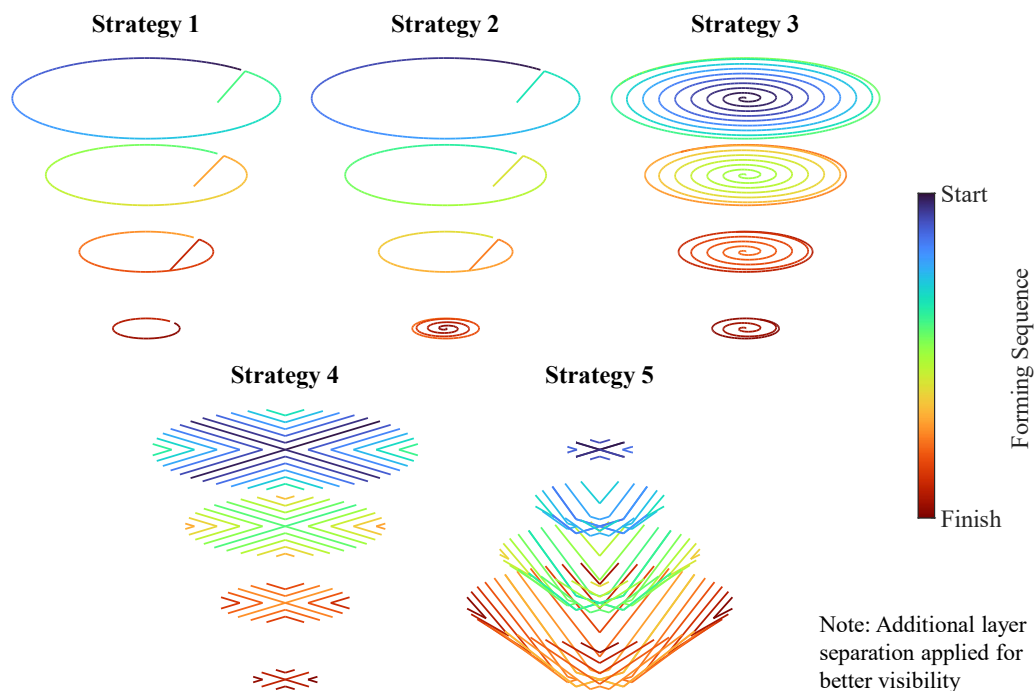 Strategy 1
Strategy 2
Strategy 3
Start
Forming Sequence
Finish
Strategy 4
Strategy 5
Note: Additional layer
separation applied for
better visibility